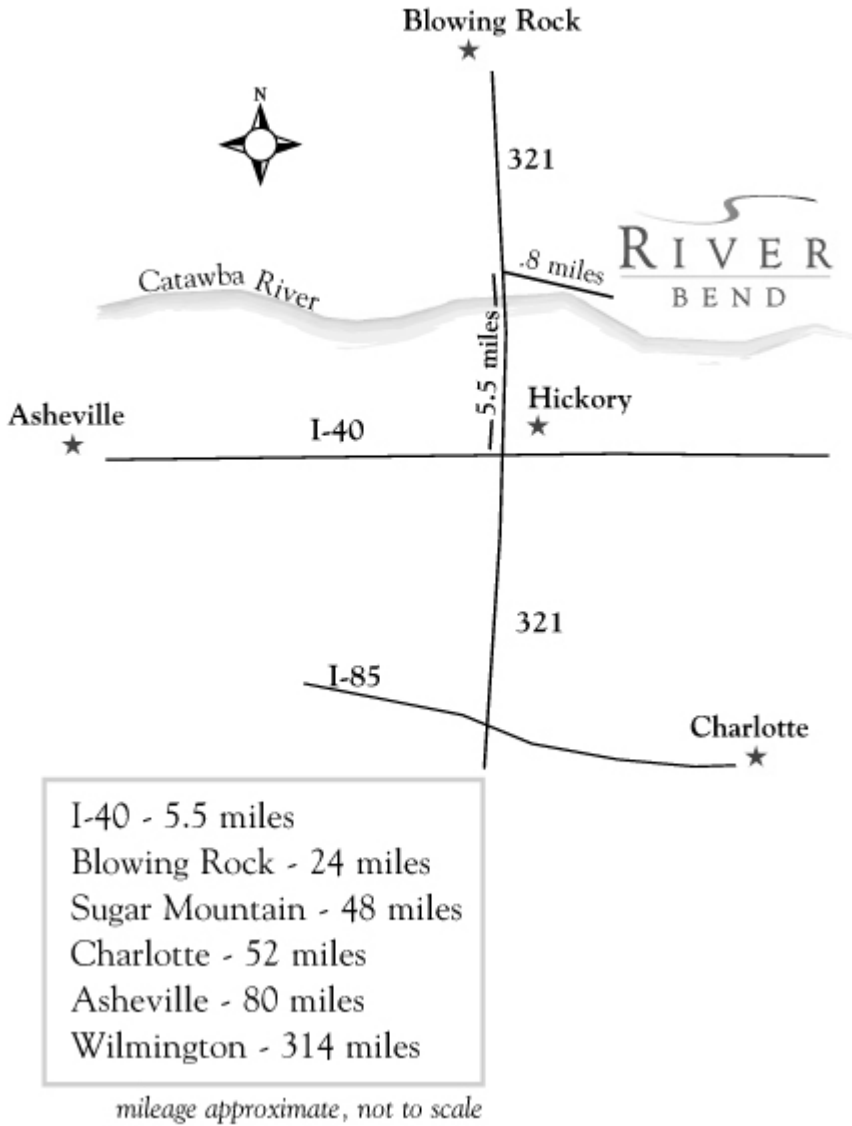 Blowing Rock
N
321
RIVER
BEND
.8 miles
Catawba River
5.5 miles
Hickory
Asheville
I-40
321
I-85
Charlotte
I-40 - 5.5 miles
Blowing Rock - 24 miles
Sugar Mountain - 48 miles
Charlotte - 52 miles
Asheville - 80 miles
Wilmington - 314 miles
mileage approximate, not to scale